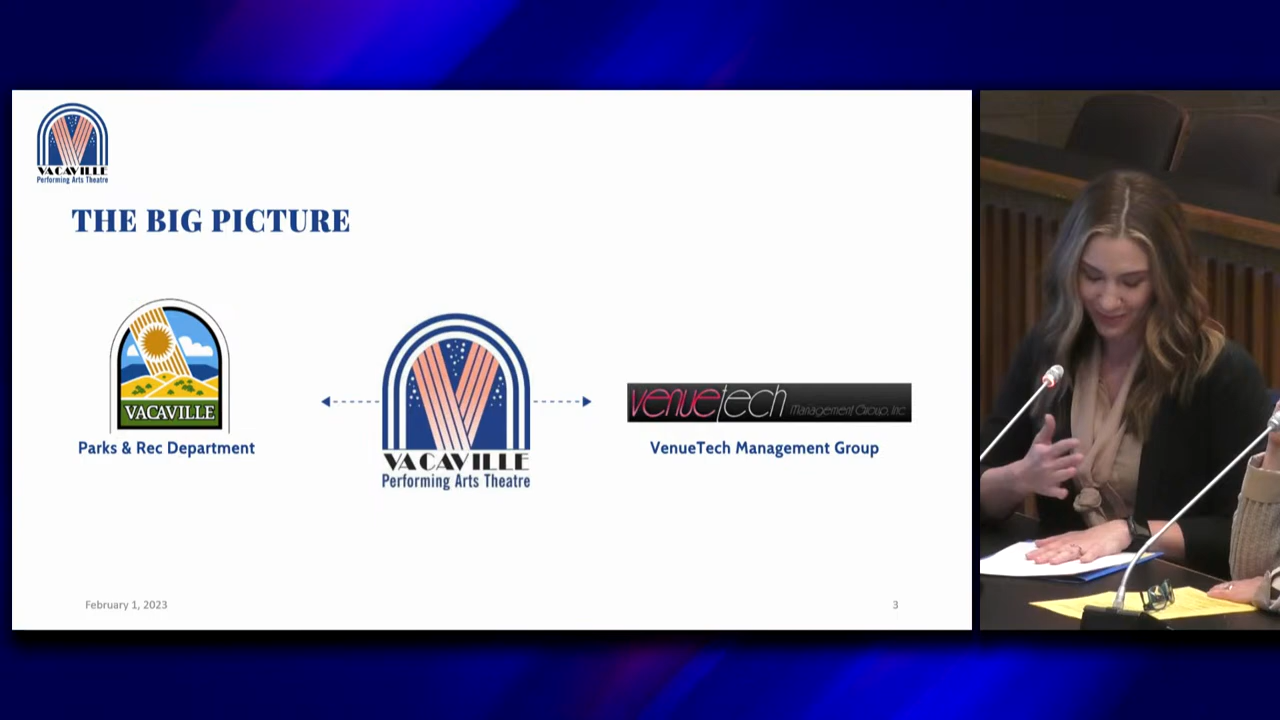 VACAVILLE
Performing Arts Theatre
THE BIG PICTURE
VACAVILLE
Parks & Rec Department
VACAVILLE
Performing Arts Theatre
venuetech Management Group, Inc
VenueTech Management Group
February 1, 2023
3